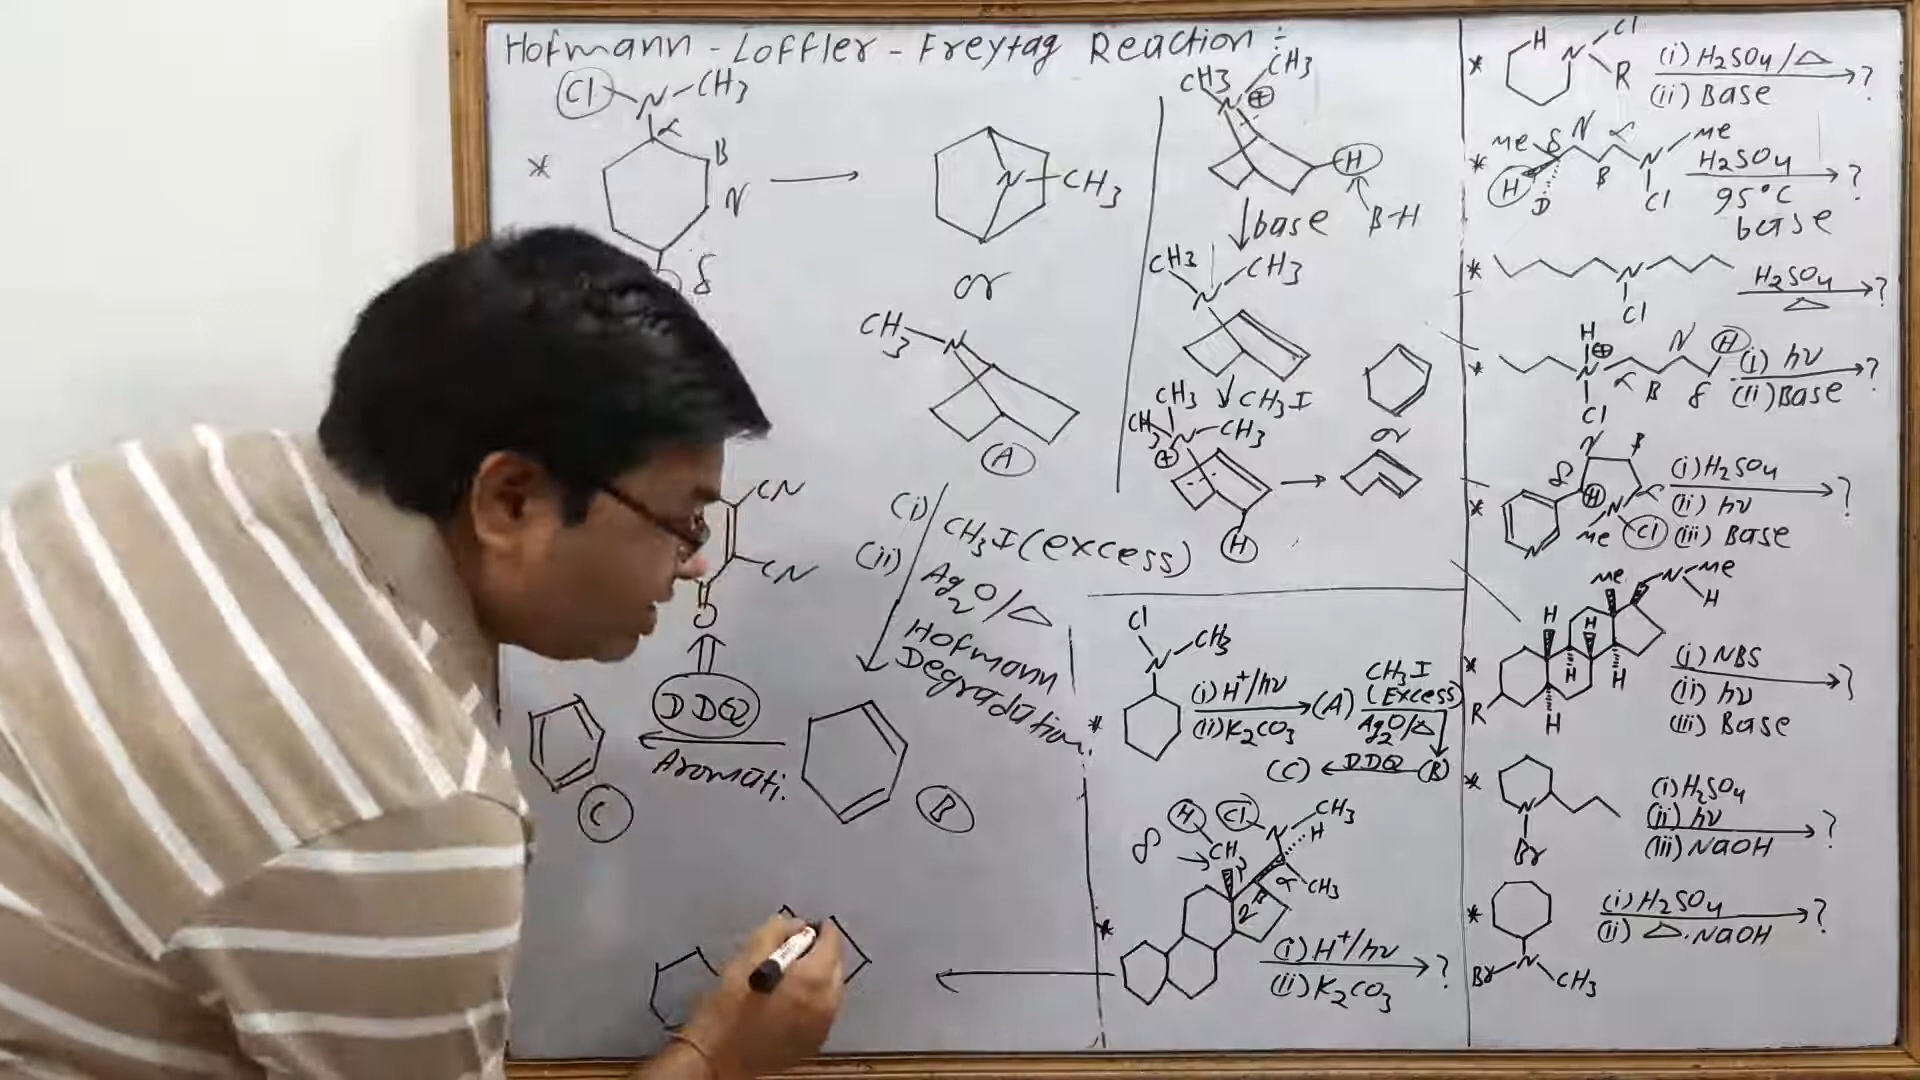 Hofmann - Loffler - Freytag Reaction :
Cl N - CH3
α
B
N
δ
*
N - CH3
or
CH3 N
A
CN
CN
O
DDQ
Aromati.
C
B
(i) CH3I (excess)
(ii) Ag2O/△
Hofmann
Degradation.
CH3 CH3
N ⊕
H
base
B-H
CH3 N - CH3
CH3I
CH3
CH3 N - CH3
⊕
H
or
Cl
N - CH3
*
(i) H+/hν
(ii) K2CO3
(A)
CH3I
(Excess)
Ag2O/△
(B)
DDQ
(C)
H Cl N CH3
H
δ CH2 α CH3
*
(i) H+/hν
(ii) K2CO3
?
* H N Cl R
(i) H2SO4/△
(ii) Base
?
* Me δ N α B N Me
H D Cl
H2SO4
95°C
base
?
* N Cl
H2SO4
△
?
* H ⊕ N Cl α B N δ H
(i) hν
(ii) Base
?
* N B δ H α N Me Cl N
(i) H2SO4
(ii) hν
(iii) Base
?
* Me N Me H
H H H H H
R
(i) NBS
(ii) hν
(iii) Base
?
* N Br
(i) H2SO4
(ii) hν
(iii) NaOH
?
* Br N CH3
(i) H2SO4
(ii) △.NaOH
?